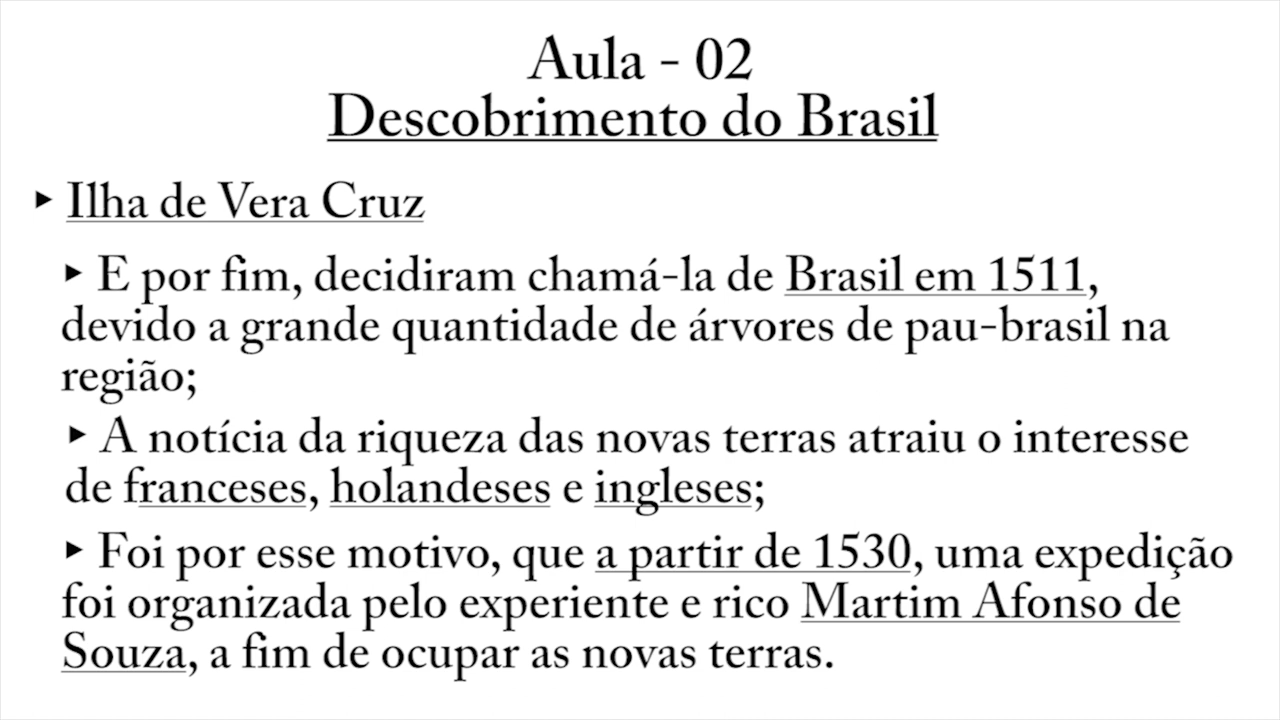 Aula - 02
Descobrimento do Brasil
‣ Ilha de Vera Cruz
‣ E por fim, decidiram chamá-la de Brasil em 1511,
devido a grande quantidade de árvores de pau-brasil na
região;
‣ A notícia da riqueza das novas terras atraiu o interesse
de franceses, holandeses e ingleses;
‣ Foi por esse motivo, que a partir de 1530, uma expedição
foi organizada pelo experiente e rico Martim Afonso de
Souza, a fim de ocupar as novas terras.